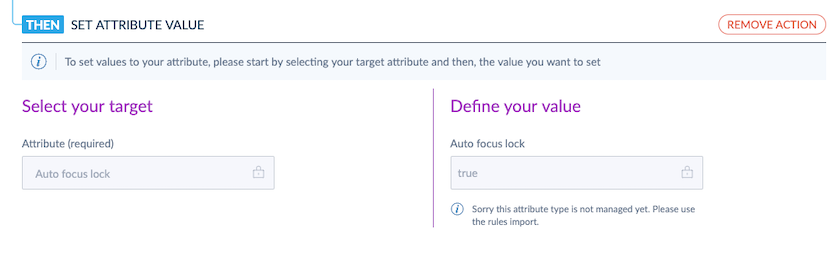 THEN SET ATTRIBUTE VALUE REMOVE ACTION
To set values to your attribute, please start by selecting your target attribute and then, the value you want to set
Select your target
Attribute (required)
Auto focus lock
Define your value
Auto focus lock
true
Sorry this attribute type is not managed yet. Please use
the rules import.